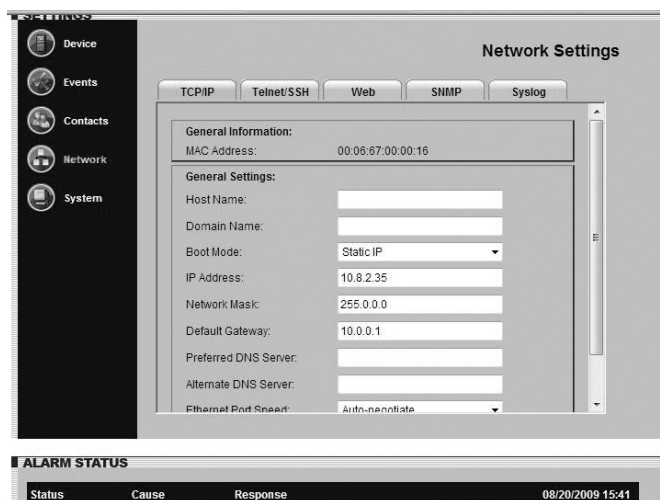 SETTINGS
Device
Events
Contacts
Network
System
Network Settings
TCP/IP Telnet/SSH Web SNMP Syslog
General Information:
MAC Address: 00:06:67:00:00:16
General Settings:
Host Name:
Domain Name:
Boot Mode: Static IP
IP Address: 10.8.2.35
Network Mask: 255.0.0.0
Default Gateway: 10.0.0.1
Preferred DNS Server:
Alternate DNS Server:
Ethernet Port Speed: Auto-negotiate
ALARM STATUS
Status Cause Response 08/20/2009 15:41